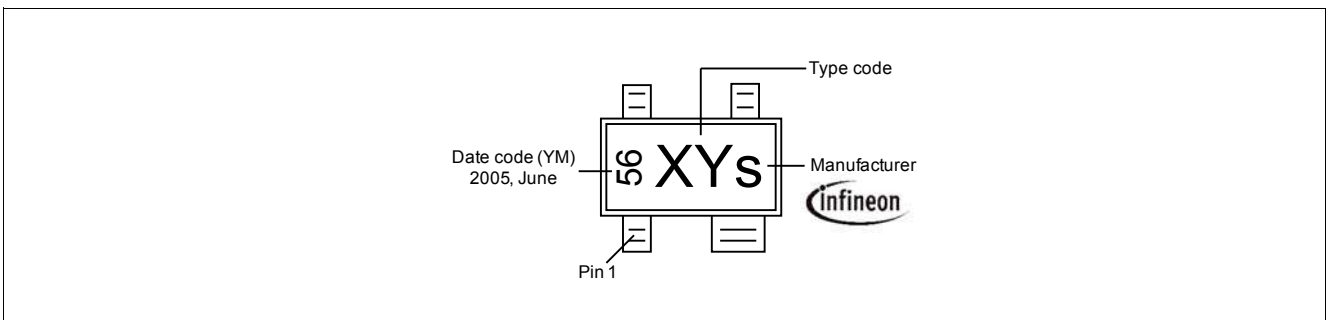 Type code
Date code (YM)
2005, June
56
XYs
Manufacturer
infineon
Pin 1